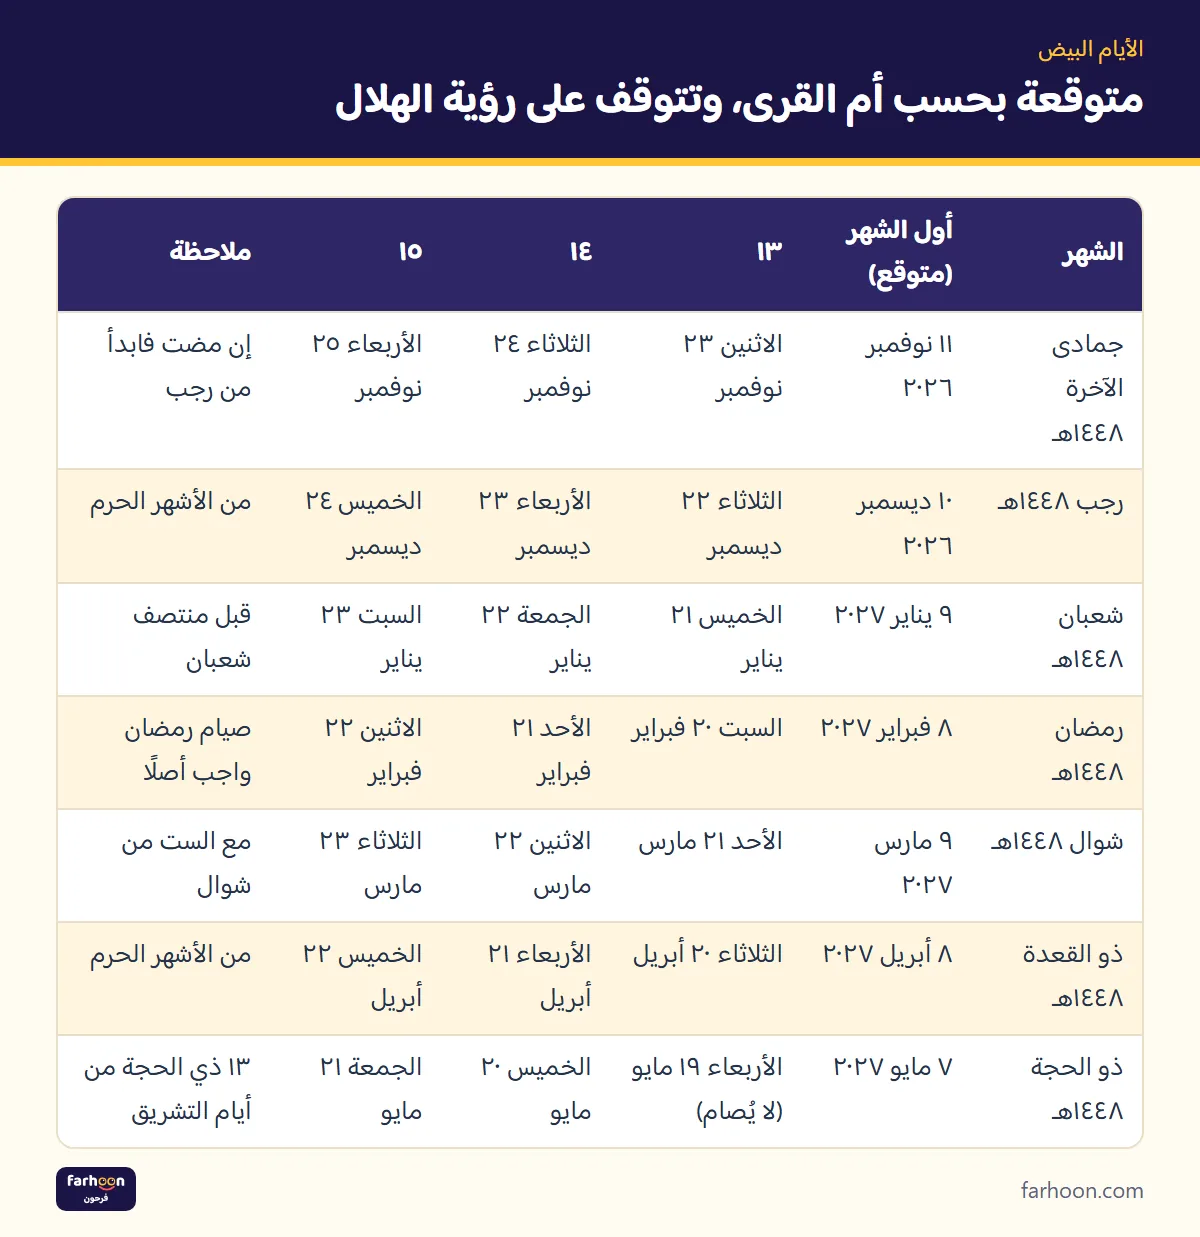 الأيام البيض
متوقعة بحسب أم القرى، وتتوقف على رؤية الهلال
الشهر
أول الشهر
(متوقع)
١٣
١٤
١٥
ملاحظة
جمادى
الآخرة
١٤٤٨هـ
١١ نوفمبر
٢٠٢٦
الاثنين ٢٣
نوفمبر
الثلاثاء ٢٤
نوفمبر
الأربعاء ٢٥
نوفمبر
إن مضت فابدأ
من رجب
رجب ١٤٤٨هـ
١٠ ديسمبر
٢٠٢٦
الثلاثاء ٢٢
ديسمبر
الأربعاء ٢٣
ديسمبر
الخميس ٢٤
ديسمبر
من الأشهر الحرم
شعبان
١٤٤٨هـ
٩ يناير ٢٠٢٧
الخميس ٢١
يناير
الجمعة ٢٢
يناير
السبت ٢٣
يناير
قبل منتصف
شعبان
رمضان
١٤٤٨هـ
٨ فبراير ٢٠٢٧
السبت ٢٠ فبراير
الأحد ٢١
فبراير
الاثنين ٢٢
فبراير
صيام رمضان
واجب أصلًا
شوال ١٤٤٨هـ
٩ مارس
٢٠٢٧
الأحد ٢١ مارس
الاثنين ٢٢
مارس
الثلاثاء ٢٣
مارس
مع الست من
شوال
ذو القعدة
١٤٤٨هـ
٨ أبريل ٢٠٢٧
الثلاثاء ٢٠ أبريل
الأربعاء ٢١
أبريل
الخميس ٢٢
أبريل
من الأشهر الحرم
ذو الحجة
١٤٤٨هـ
٧ مايو ٢٠٢٧
الأربعاء ١٩ مايو
(لا يُصام)
الخميس ٢٠
مايو
الجمعة ٢١
مايو
١٣ ذي الحجة من
أيام التشريق
farhoon.com
farhoon
فرحون